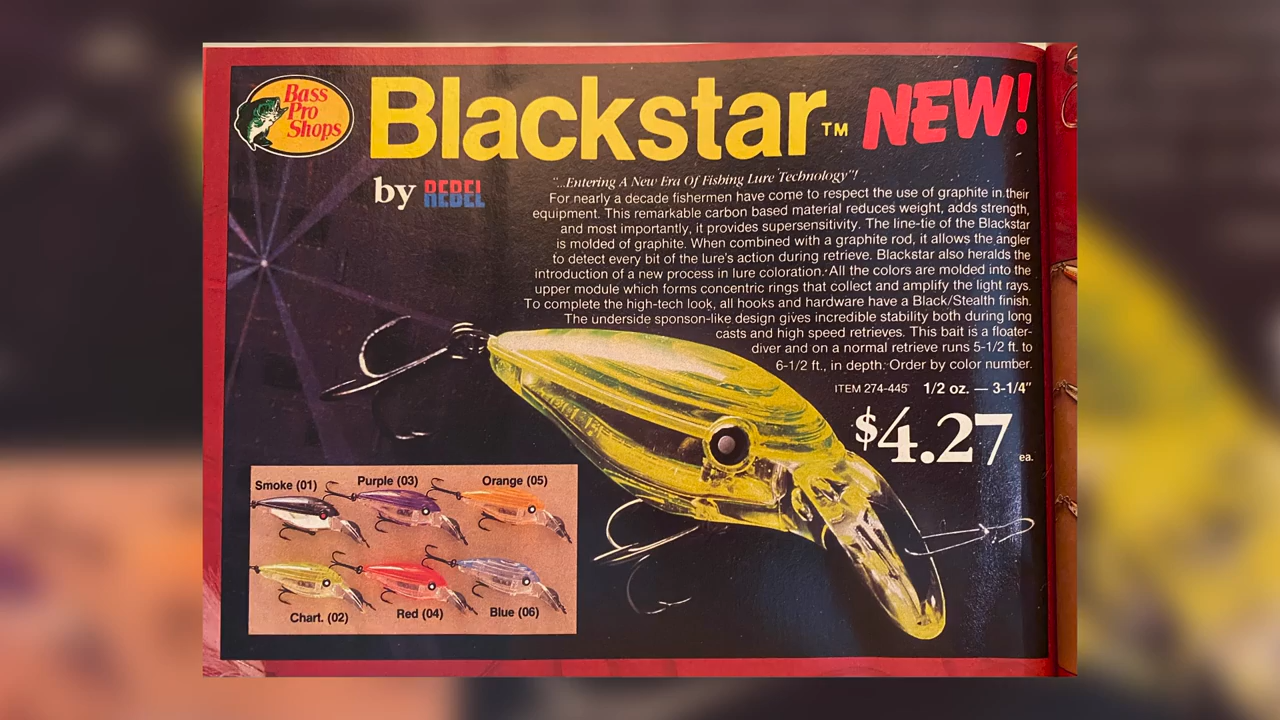 Bass
Pro
Shops
Blackstar™ NEW!
by REBEL
"...Entering A New Era Of Fishing Lure Technology"!
For nearly a decade fishermen have come to respect the use of graphite in their
equipment. This remarkable carbon based material reduces weight, adds strength,
and most importantly, it provides supersensitivity. The line-tie of the Blackstar
is molded of graphite. When combined with a graphite rod, it allows the angler
to detect every bit of the lure's action during retrieve. Blackstar also heralds the
introduction of a new process in lure coloration. All the colors are molded into the
upper module which forms concentric rings that collect and amplify the light rays.
To complete the high-tech look, all hooks and hardware have a Black/Stealth finish.
The underside sponson-like design gives incredible stability both during long
casts and high speed retrieves. This bait is a floater-
diver and on a normal retrieve runs 5-1/2 ft. to
6-1/2 ft., in depth. Order by color number.
ITEM 274-445 1/2 oz. — 3-1/4"
$4.27 ea.
Smoke (01) Purple (03) Orange (05)
Chart. (02) Red (04) Blue (06)